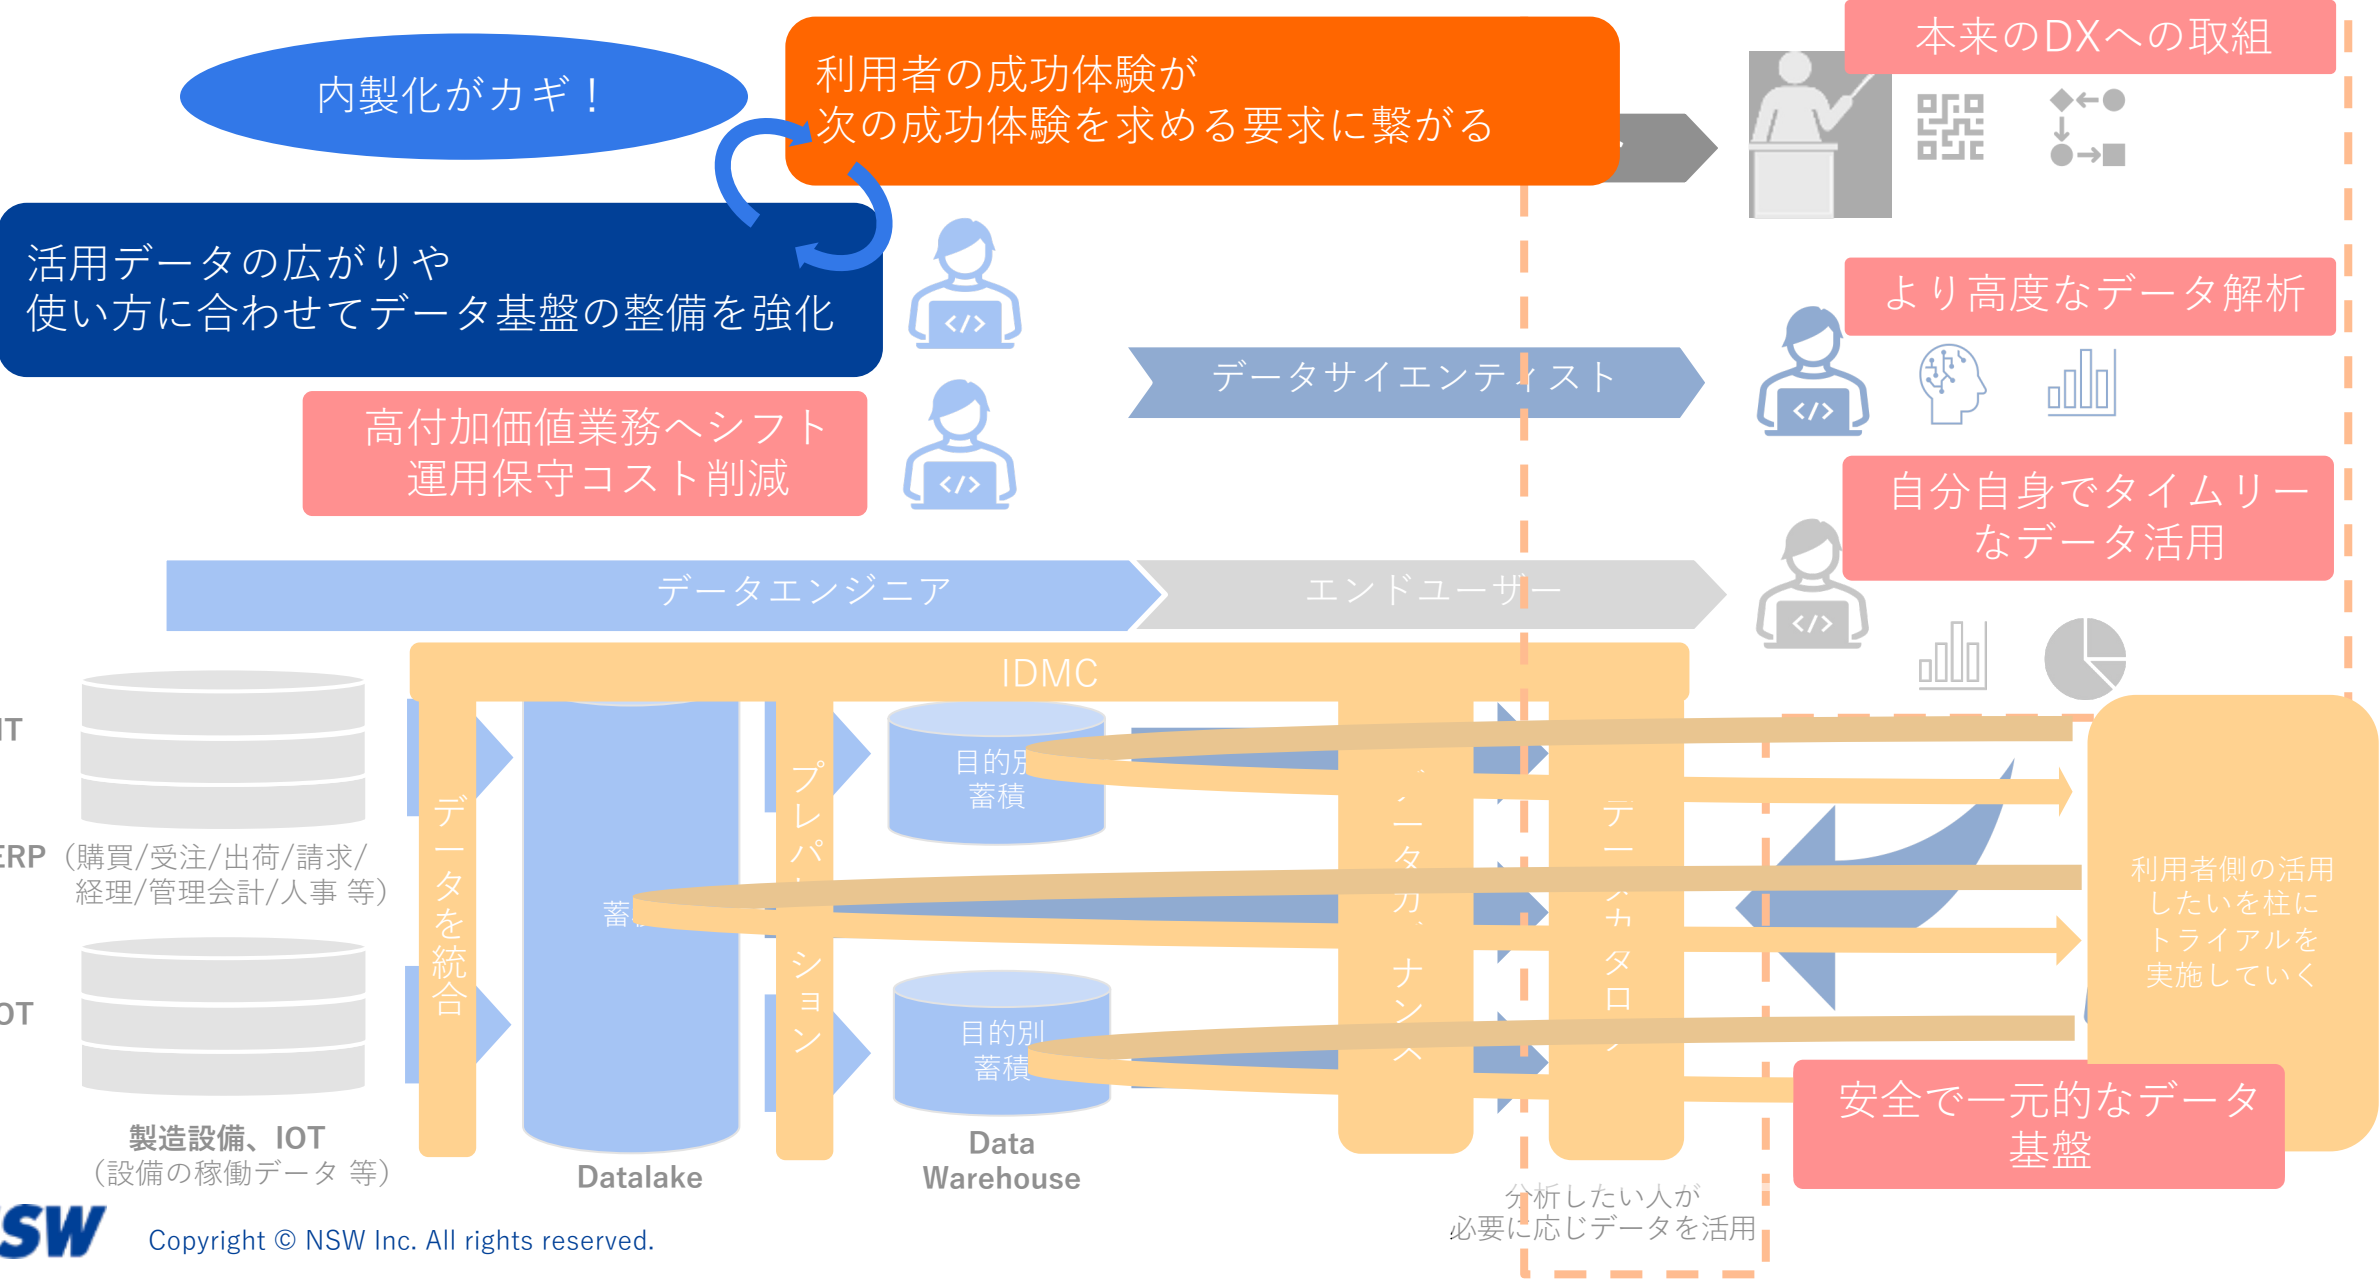 本来のDXへの取組
内製化がカギ！
利用者の成功体験が
次の成功体験を求める要求に繋がる
活用データの広がりや
使い方に合わせてデータ基盤の整備を強化
より高度なデータ解析
データサイエンティスト
高付加価値業務へシフト
運用保守コスト削減
自分自身でタイムリー
なデータ活用
データエンジニア
エンドユーザー
IDMC
IT
ERP（購買/受注/出荷/請求/
経理/管理会計/人事 等）
OT
製造設備、IOT
（設備の稼働データ 等）
データを統合
Datalake
目的別
蓄積
目的別
蓄積
Data
Warehouse
利用者側の活用
したいを柱に
トライアルを
実施していく
安全で一元的なデータ
基盤
分析したい人が
必要に応じデータを活用
NSW
Copyright © NSW Inc. All rights reserved.